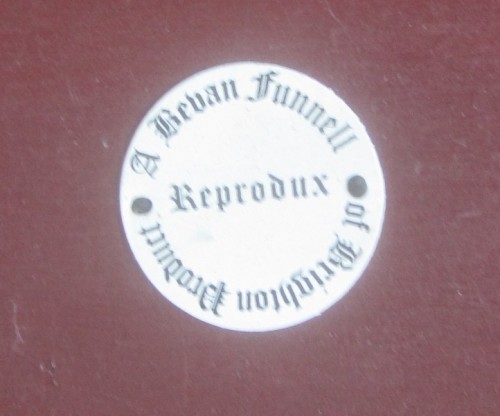 A Bevan Funnell
Reprodux
of Brighton Product